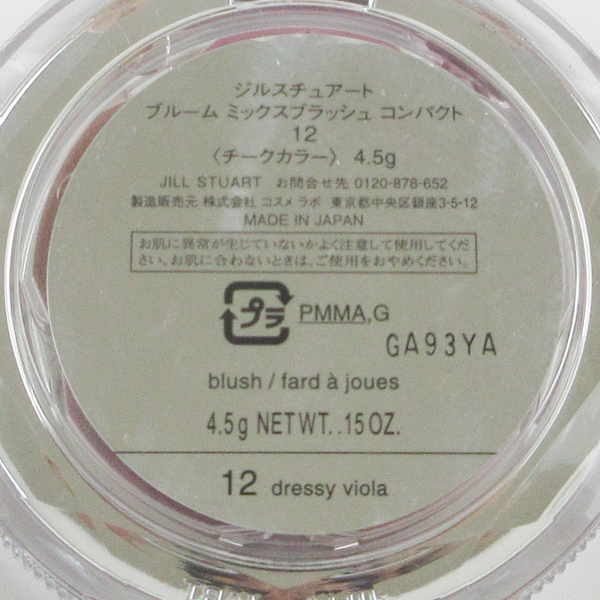 ジルスチュアート
ブルーム ミックスブラッシュ コンパクト
12
〈チークカラー〉 4.5g
JILL STUART お問合せ先 0120-878-652
製造販売元 株式会社 コスメ ラボ 東京都中央区銀座3-5-12
MADE IN JAPAN
お肌に異常が生じていないかよく注意して使用してくだ
さい。お肌に合わないときは、ご使用をおやめください。
プラ PMMA,G
GA93YA
blush / fard à joues
4.5g NET WT. .15 OZ.
12 dressy viola